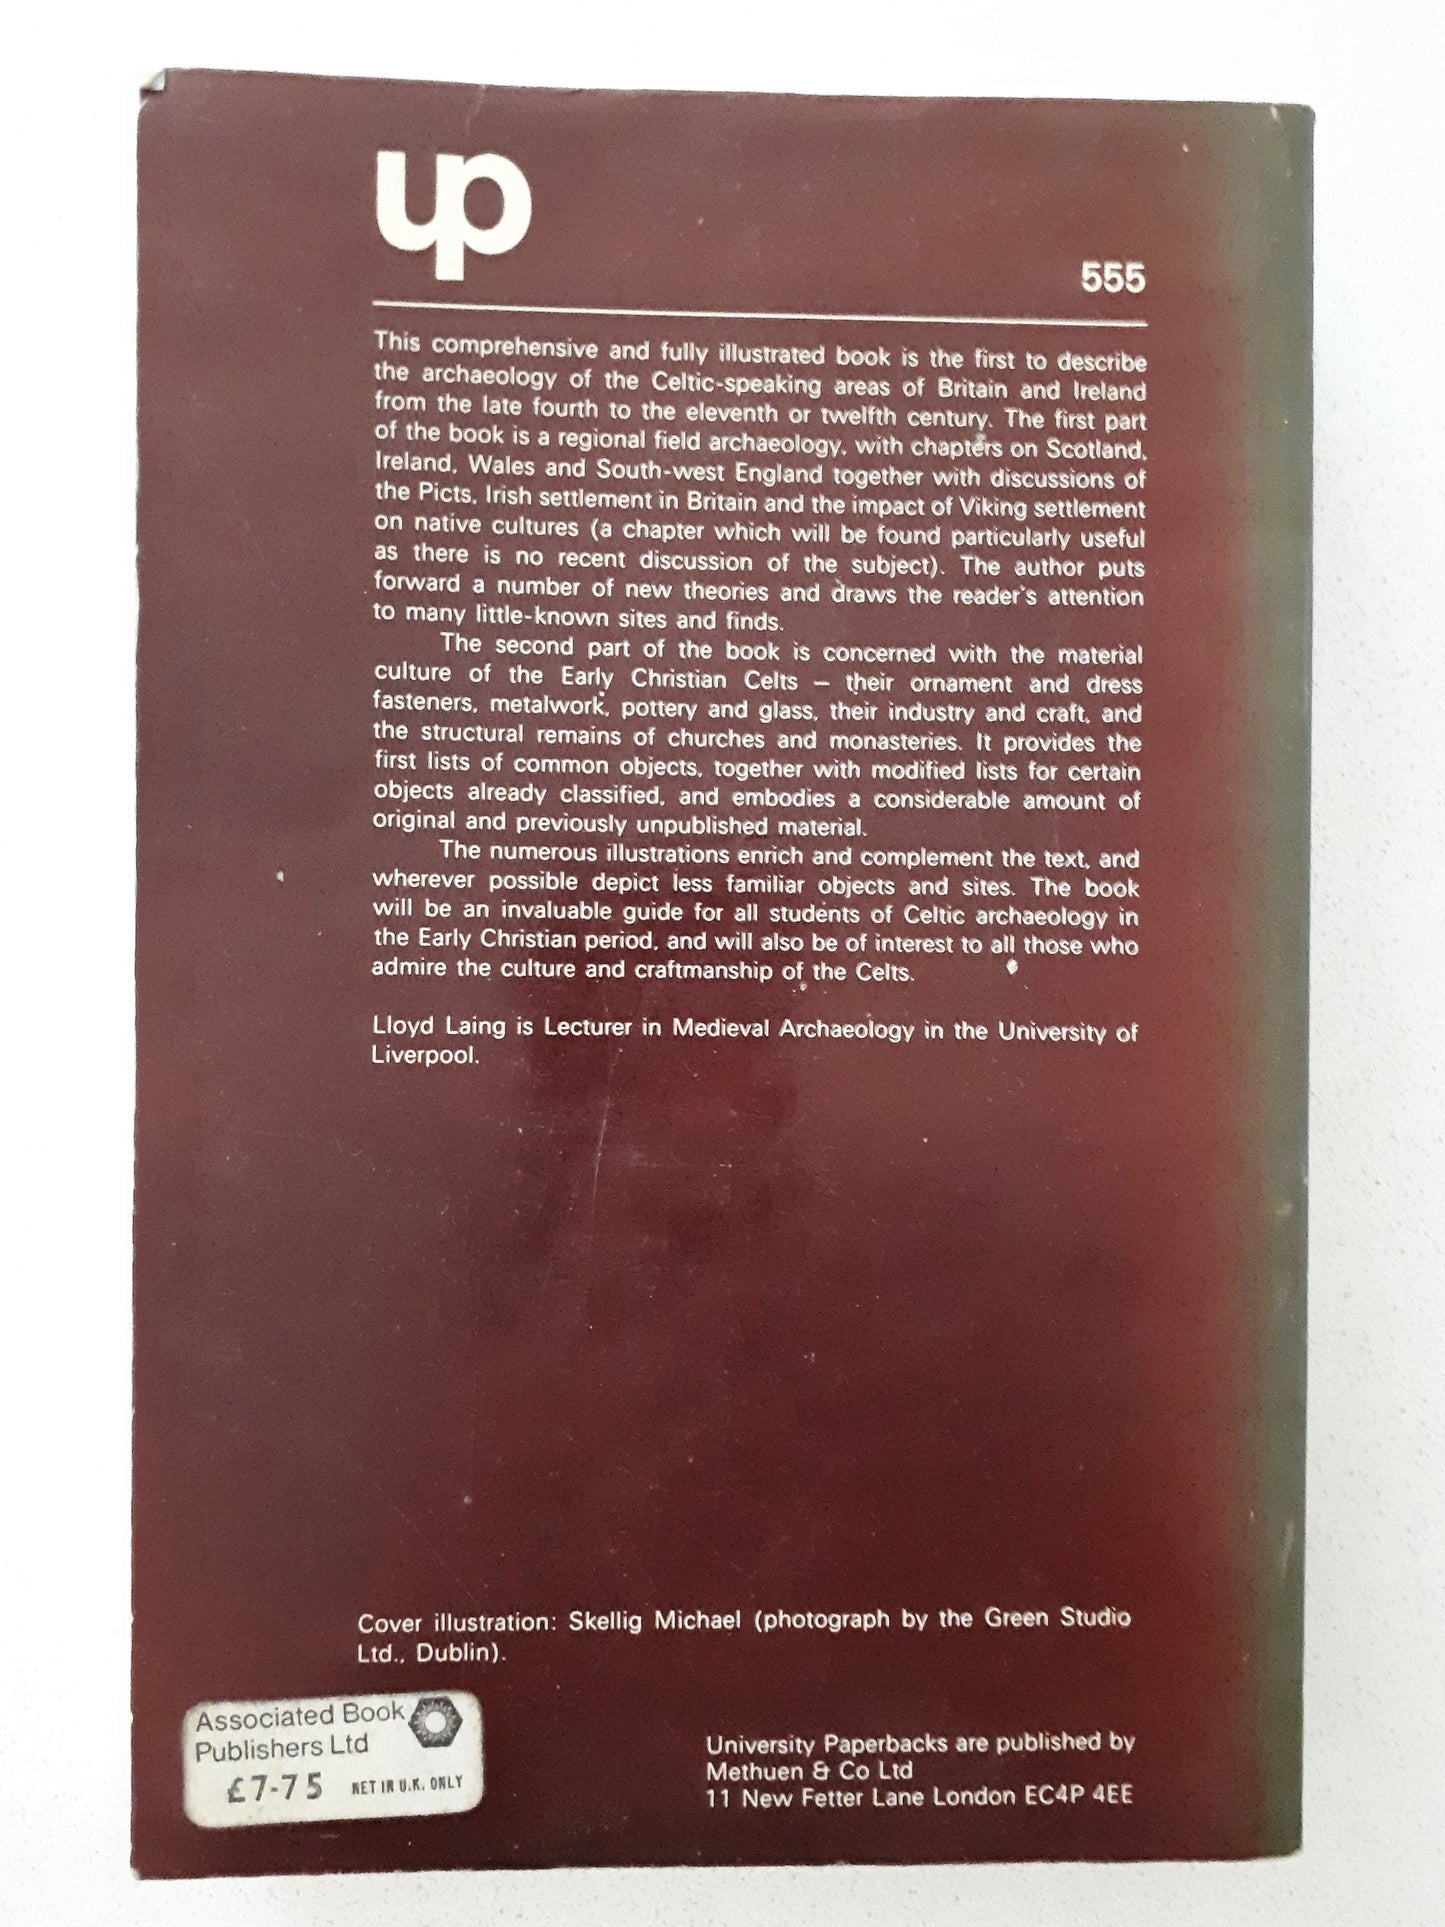 up
555
This comprehensive and fully illustrated book is the first to describe
the archaeology of the Celtic-speaking areas of Britain and Ireland
from the late fourth to the eleventh or twelfth century. The first part
of the book is a regional field archaeology, with chapters on Scotland,
Ireland, Wales and South-west England together with discussions of
the Picts, Irish settlement in Britain and the impact of Viking settlement
on native cultures (a chapter which will be found particularly useful
as there is no recent discussion of the subject). The author puts
forward a number of new theories and draws the reader's attention
to many little-known sites and finds.
The second part of the book is concerned with the material
culture of the Early Christian Celts – their ornament and dress
fasteners, metalwork, pottery and glass, their industry and craft, and
the structural remains of churches and monasteries. It provides the
first lists of common objects, together with modified lists for certain
objects already classified, and embodies a considerable amount of
original and previously unpublished material.
The numerous illustrations enrich and complement the text, and
wherever possible depict less familiar objects and sites. The book
will be an invaluable guide for all students of Celtic archaeology in
the Early Christian period, and will also be of interest to all those who
admire the culture and craftmanship of the Celts.
Lloyd Laing is Lecturer in Medieval Archaeology in the University of
Liverpool.
Cover illustration: Skellig Michael (photograph by the Green Studio
Ltd., Dublin).
Associated Book
Publishers Ltd
£7-75 NET IN U.K. ONLY
University Paperbacks are published by
Methuen & Co Ltd
11 New Fetter Lane London EC4P 4EE